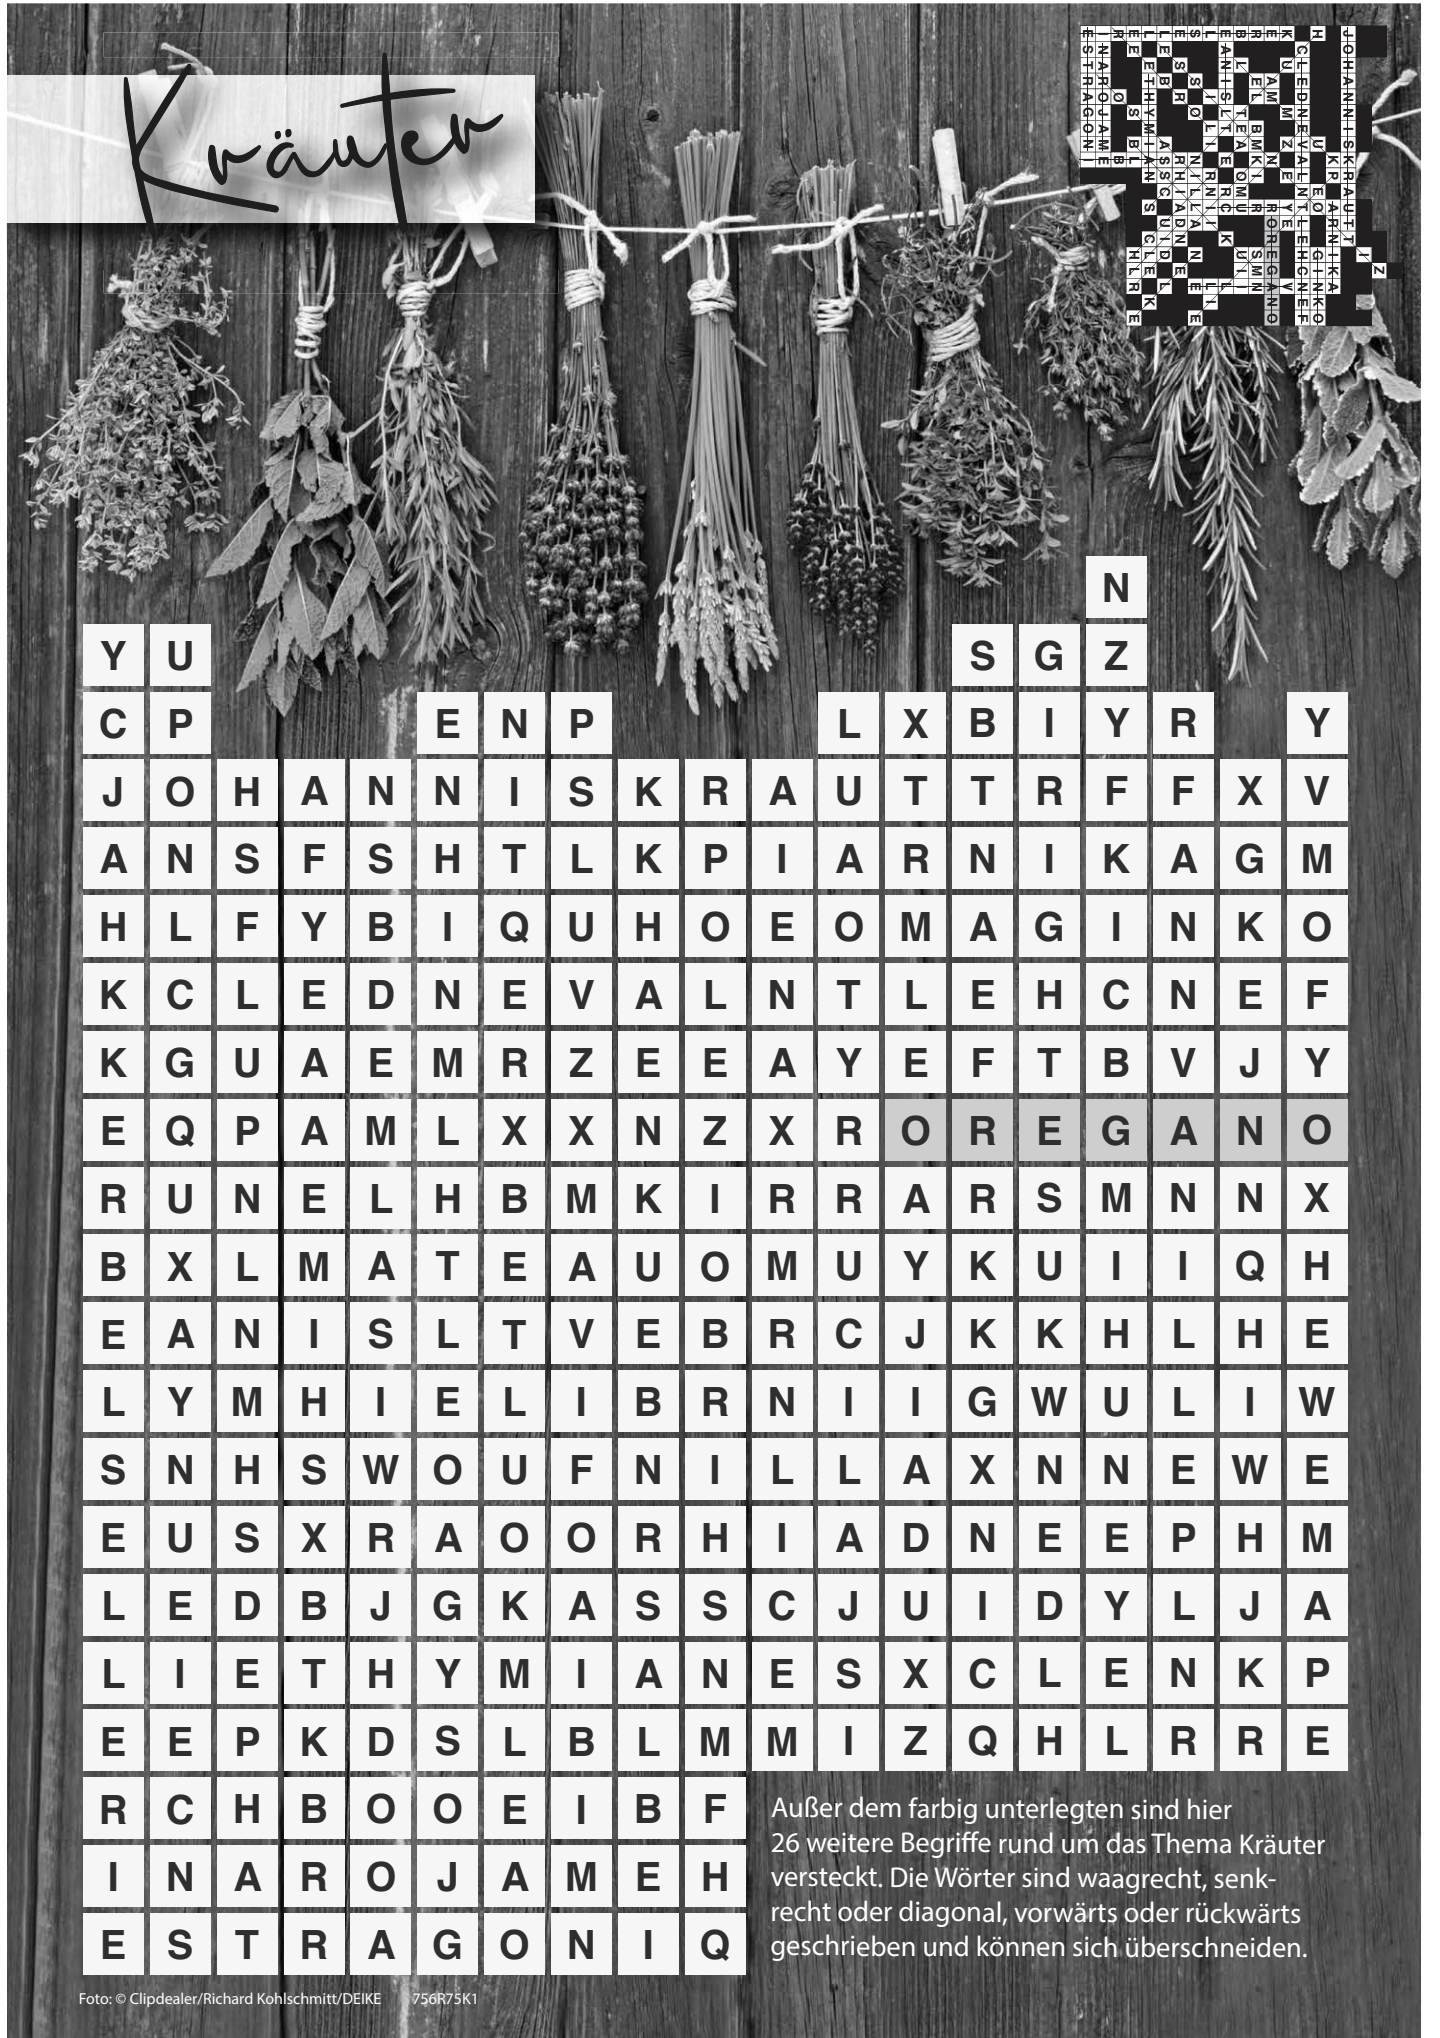 Kräuter
N
Y U S G Z
C P E N P L X B I Y R Y
J O H A N N I S K R A U T T R F F X V
A N S F S H T L K P I A R N I K A G M
H L F Y B I Q U H O E O M A G I N K O
K C L E D N E V A L N T L E H C N E F
K G U A E M R Z E E A Y E F T B V J Y
E Q P A M L X X N Z X R O R E G A N O
R U N E L H B M K I R R A R S M N N X
B X L M A T E A U O M U Y K U I I Q H
E A N I S L T V E B R C J K K H L H E
L Y M H I E L I B R N I I G W U L I W
S N H S W O U F N I L L A X N N E W E
E U S X R A O O R H I A D N E E P H M
L E D B J G K A S S C J U I D Y L J A
L I E T H Y M I A N E S X C L E N K P
E E P K D S L B L M M I Z Q H L R R E
R C H B O O E I B F
I N A R O J A M E H
E S T R A G O N I Q
Außer dem farbig unterlegten sind hier
26 weitere Begriffe rund um das Thema Kräuter
versteckt. Die Wörter sind waagrecht, senk-
recht oder diagonal, vorwärts oder rückwärts
geschrieben und können sich überschneiden.
Foto: © Clipdealer/Richard Kohlschmitt/DEIKE 756R75K1